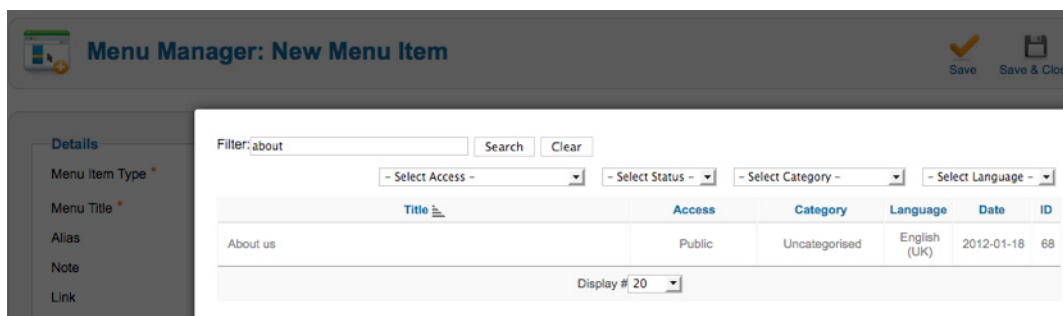 Menu Manager: New Menu Item
Save
Save & Clos
Details
Menu Item Type *
Menu Title *
Alias
Note
Link
Filter: about
Search Clear
- Select Access - - Select Status - - Select Category - - Select Language -
Title Access Category Language Date ID
About us Public Uncategorised English (UK) 2012-01-18 68
Display # 20